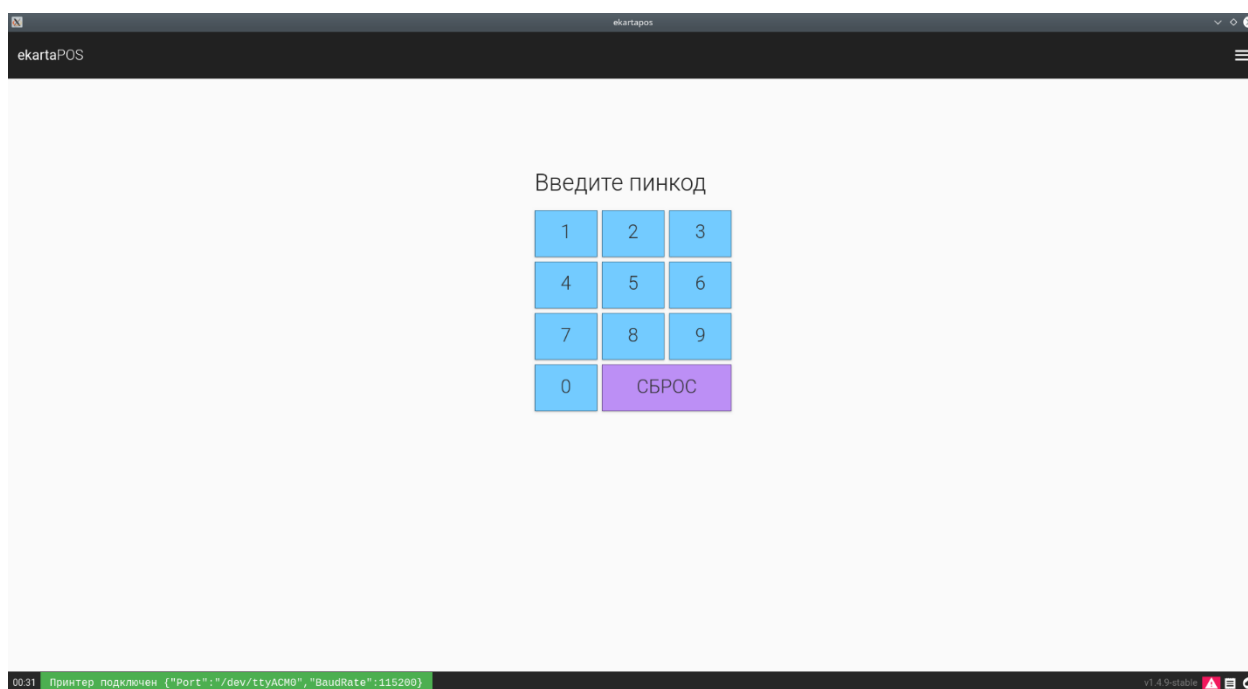 ekartapos
ekartaPOS
Введите пинкод
1 2 3
4 5 6
7 8 9
0 СБРОС
00:31 Принтер подключен {"Port":"/dev/ttyACM0","BaudRate":115200} v1.4.9-stable